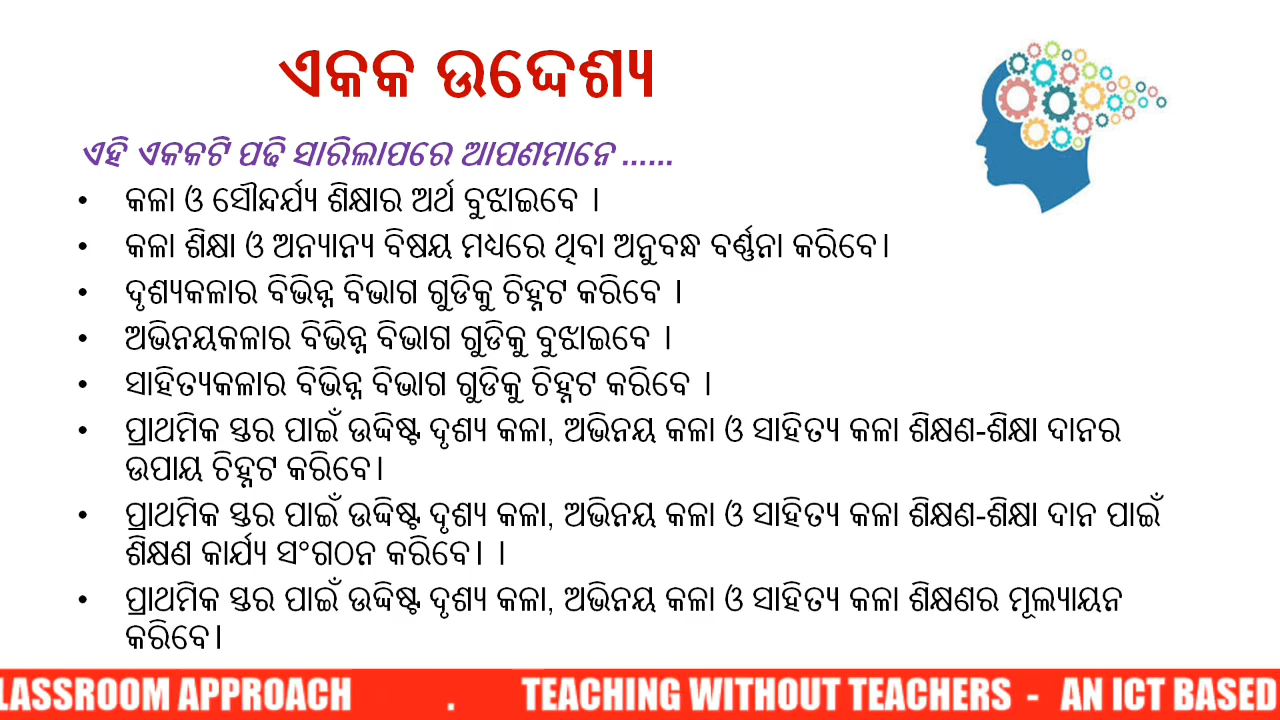 ଏକକ ଉଦ୍ଦେଶ୍ୟ
ଏହି ଏକକଟି ପଢି ସାରିଲାପରେ ଆପଣମାନେ ......
• କଳା ଓ ସୌନ୍ଦର୍ଯ୍ୟ ଶିକ୍ଷାର ଅର୍ଥ ବୁଝାଇବେ ।
• କଳା ଶିକ୍ଷା ଓ ଅନ୍ୟାନ୍ୟ ବିଷୟ ମଧ୍ୟରେ ଥିବା ଅନୁବନ୍ଧ ବର୍ଣ୍ଣନା କରିବେ।
• ଦୃଶ୍ୟକଳାର ବିଭିନ୍ନ ବିଭାଗ ଗୁଡିକୁ ଚିହ୍ନଟ କରିବେ ।
• ଅଭିନୟକଳାର ବିଭିନ୍ନ ବିଭାଗ ଗୁଡିକୁ ବୁଝାଇବେ ।
• ସାହିତ୍ୟକଳାର ବିଭିନ୍ନ ବିଭାଗ ଗୁଡିକୁ ଚିହ୍ନଟ କରିବେ ।
• ପ୍ରାଥମିକ ସ୍ତର ପାଇଁ ଉଦ୍ଦିଷ୍ଟ ଦୃଶ୍ୟ କଳା, ଅଭିନୟ କଳା ଓ ସାହିତ୍ୟ କଳା ଶିକ୍ଷଣ-ଶିକ୍ଷା ଦାନର
ଉପାୟ ଚିହ୍ନଟ କରିବେ।
• ପ୍ରାଥମିକ ସ୍ତର ପାଇଁ ଉଦ୍ଦିଷ୍ଟ ଦୃଶ୍ୟ କଳା, ଅଭିନୟ କଳା ଓ ସାହିତ୍ୟ କଳା ଶିକ୍ଷଣ-ଶିକ୍ଷା ଦାନ ପାଇଁ
ଶିକ୍ଷଣ କାର୍ଯ୍ୟ ସଂଗଠନ କରିବେ। ।
• ପ୍ରାଥମିକ ସ୍ତର ପାଇଁ ଉଦ୍ଦିଷ୍ଟ ଦୃଶ୍ୟ କଳା, ଅଭିନୟ କଳା ଓ ସାହିତ୍ୟ କଳା ଶିକ୍ଷଣର ମୂଲ୍ୟାୟନ
କରିବେ।
LASSROOM APPROACH . TEACHING WITHOUT TEACHERS - AN ICT BASED